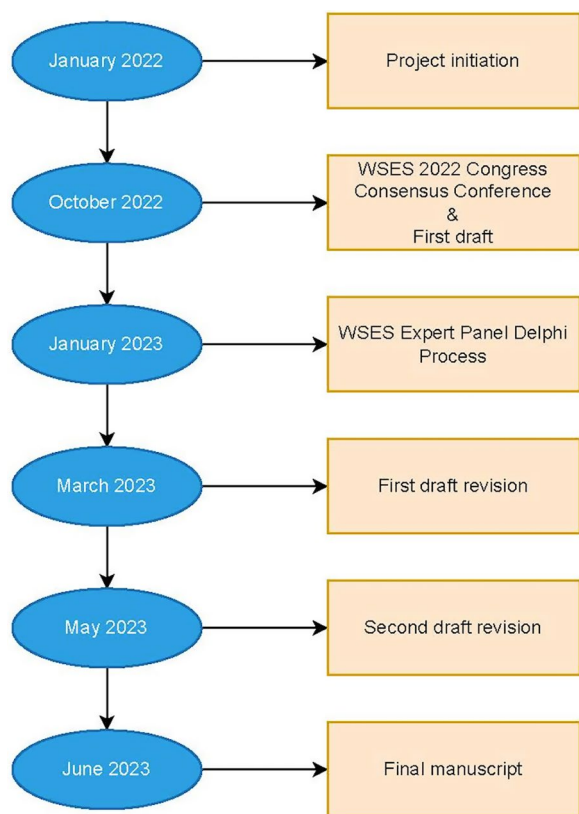 January 2022
Project initiation
October 2022
WSES 2022 Congress
Consensus Conference
&
First draft
January 2023
WSES Expert Panel Delphi
Process
March 2023
First draft revision
May 2023
Second draft revision
June 2023
Final manuscript